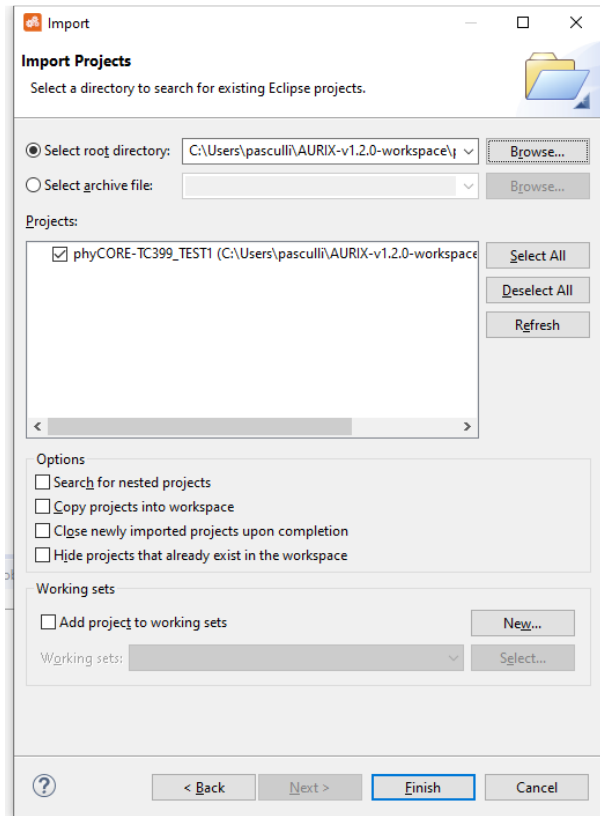 Import
Import Projects
Select a directory to search for existing Eclipse projects.
Select root directory: C:\Users\pasculli\AURIX-v1.2.0-workspace\p Browse...
Select archive file: Browse...
Projects:
phyCORE-TC399_TEST1 (C:\Users\pasculli\AURIX-v1.2.0-workspace
Select All
Deselect All
Refresh
Options
Search for nested projects
Copy projects into workspace
Close newly imported projects upon completion
Hide projects that already exist in the workspace
Working sets
Add project to working sets New...
Working sets: Select...
? < Back Next > Finish Cancel